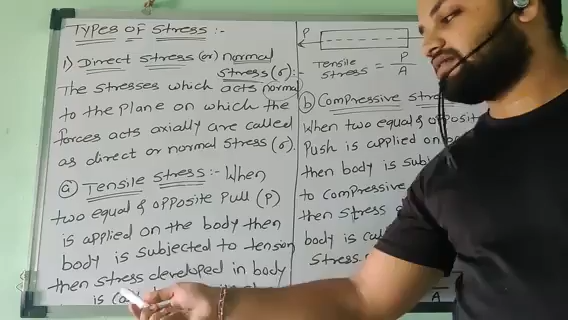 TYPES OF STRESS :-
1) Direct stress (or) normal
stress (σ) :-
The stresses which acts normal
to the plane on which the
forces acts axially are called
as direct or normal stress (σ).
(a) Tensile stress :- When
two equal & opposite pull (P)
is applied on the body then
body is subjected to tension
then stress developed in body
is
P
Tensile
stress = P
A
(b) Compressive
When two equal &
Push is applied on
then body is
to compressive
then stress
body is
stress
A